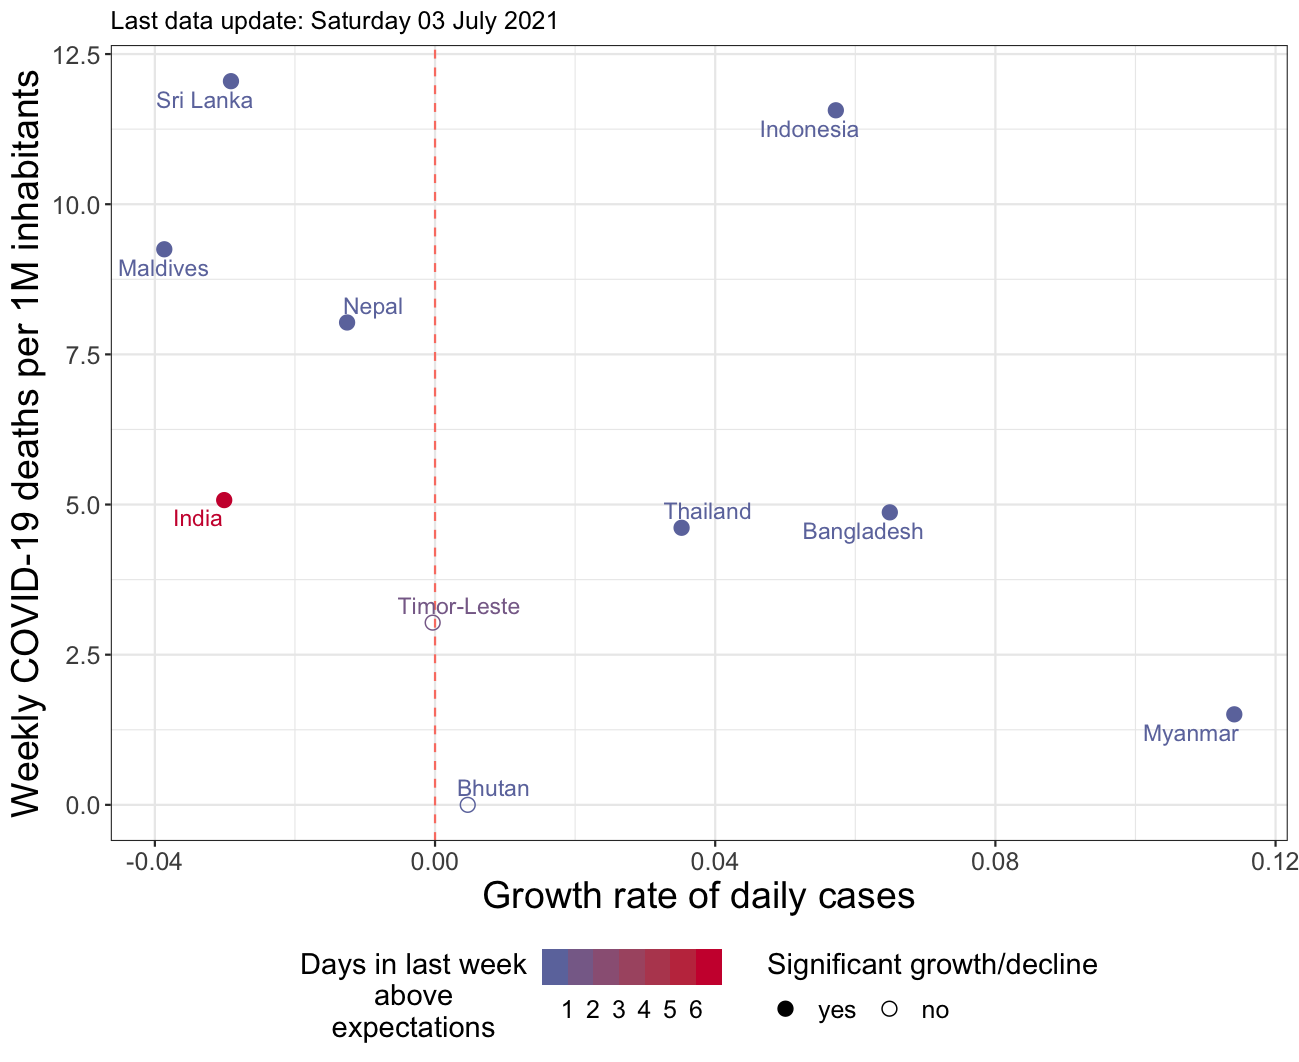 Last data update: Saturday 03 July 2021
12.5
Sri Lanka
Indonesia
10.0
Maldives
Nepal
7.5
5.0
India
Thailand
Bangladesh
Timor-Leste
2.5
Myanmar
Bhutan
0.0
Weekly COVID-19 deaths per 1M inhabitants
-0.04 0.00 0.04 0.08 0.12
Growth rate of daily cases
Days in last week
above
expectations
1 2 3 4 5 6
Significant growth/decline
yes no